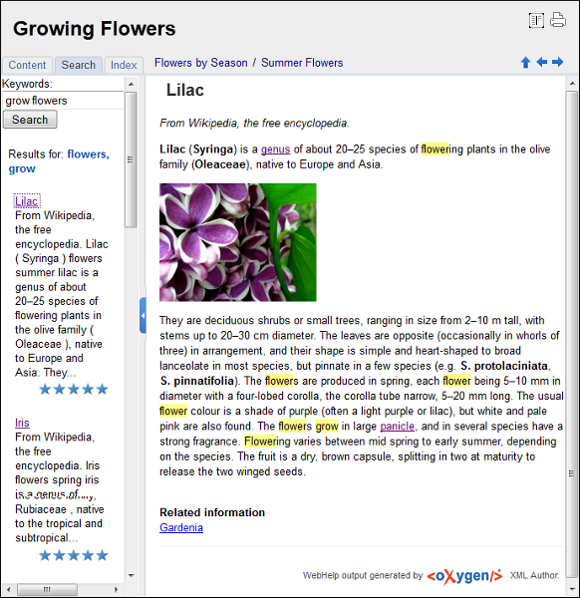 Growing Flowers
Content Search Index
Flowers by Season / Summer Flowers
Keywords:
grow flowers
Search
Results for: flowers,
grow
Lilac
From Wikipedia,
the free
encyclopedia. Lilac
( Syringa ) flowers
summer lilac is a
genus of about
20–25 species of
flowering plants in
the olive family (
Oleaceae ), native
to Europe and
Asia. They...
Iris
From Wikipedia,
the free
encyclopedia. Iris
flowers spring iris
is a genus of
Rubiaceae , native
to the tropical and
subtropical...
Lilac
From Wikipedia, the free encyclopedia.
Lilac (Syringa) is a genus of about 20–25 species of flowering plants in the olive
family (Oleaceae), native to Europe and Asia.
They are deciduous shrubs or small trees, ranging in size from 2–10 m tall, with
stems up to 20–30 cm diameter. The leaves are opposite (occasionally in whorls of
three) in arrangement, and their shape is simple and heart-shaped to broad
lanceolate in most species, but pinnate in a few species (e.g. S. protolaciniata,
S. pinnatifolia). The flowers are produced in spring, each flower being 5–10 mm in
diameter with a four-lobed corolla, the corolla tube narrow, 5–20 mm long. The usual
flower colour is a shade of purple (often a light purple or lilac), but white and pale
pink are also found. The flowers grow in large panicle, and in several species have a
strong fragrance. Flowering varies between mid spring to early summer, depending
on the species. The fruit is a dry, brown capsule, splitting in two at maturity to
release the two winged seeds.
Related information
Gardenia
WebHelp output generated by <oXygen/> XML Author.